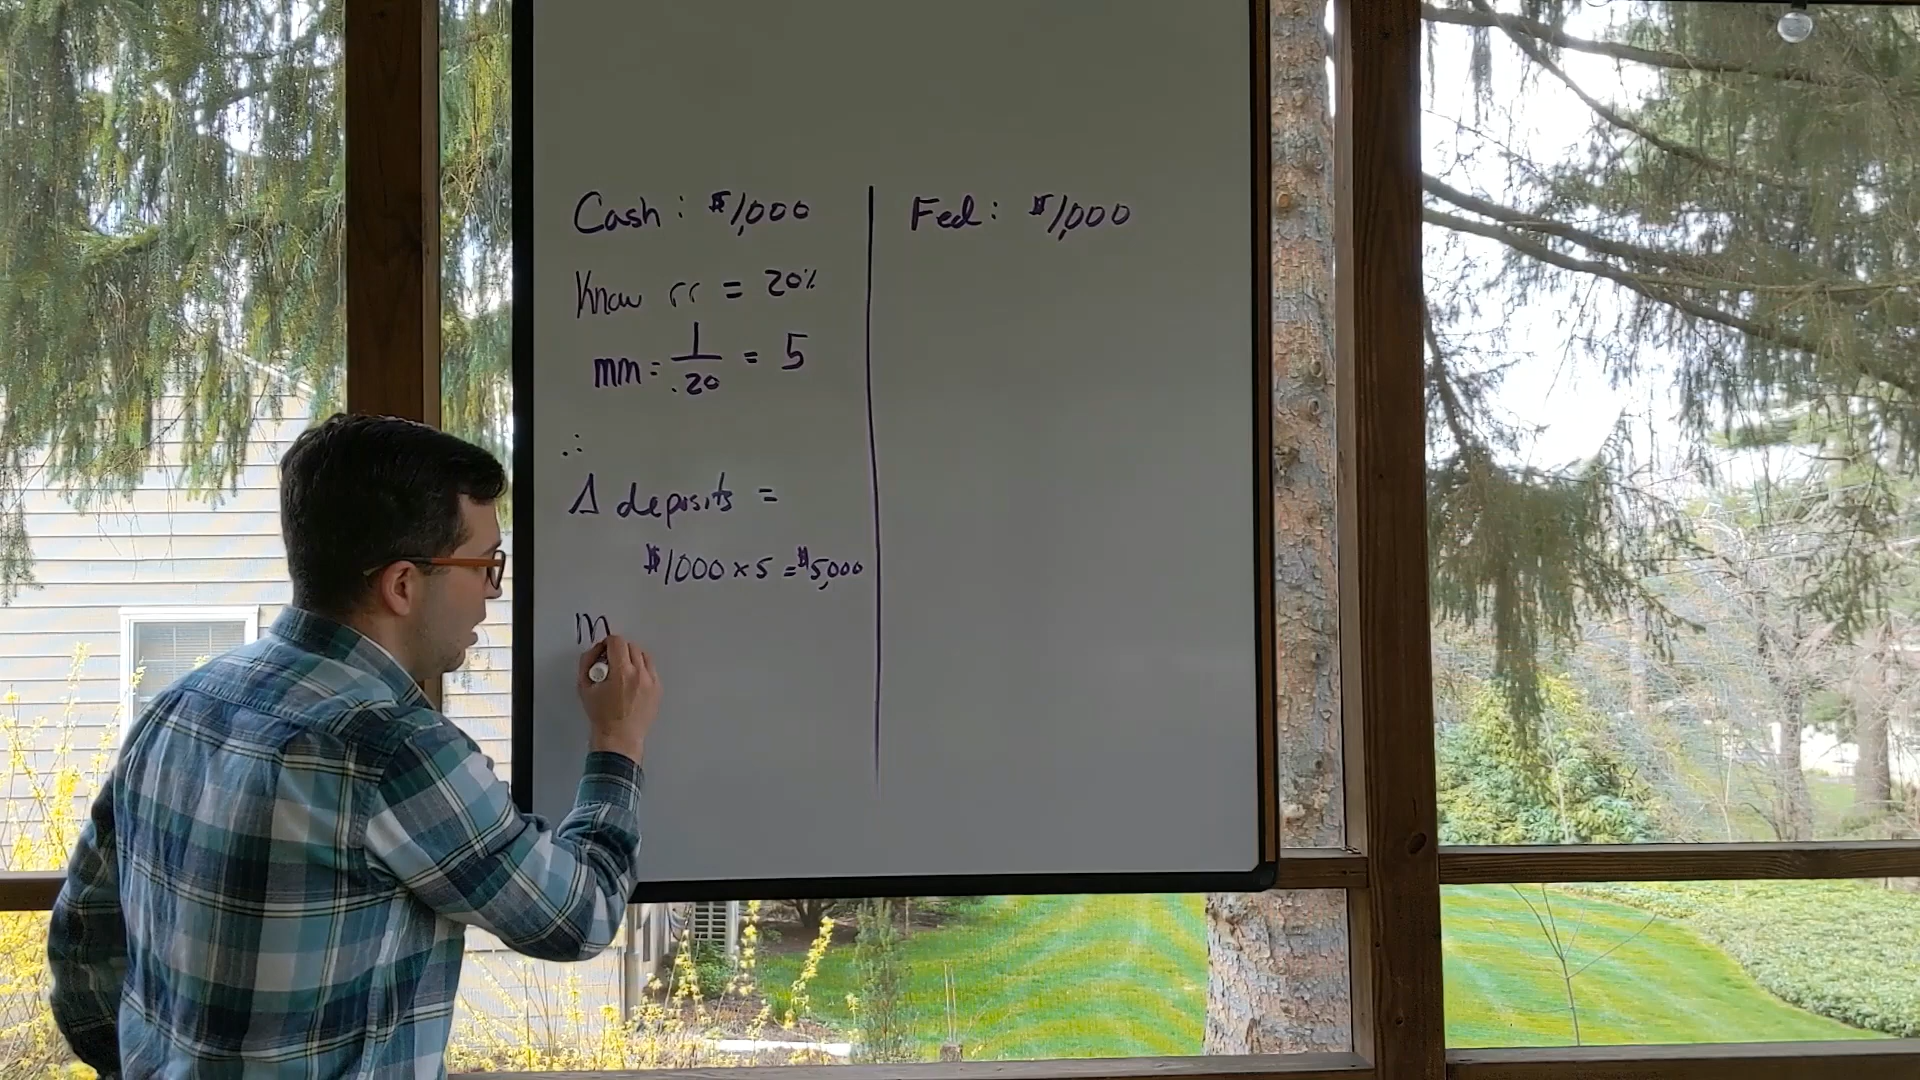 Cash: $1,000
Know rr = 20%
mm = 1/.20 = 5
∴
Δ deposits =
$1000 × 5 = $5,000
m
Fed: $1,000